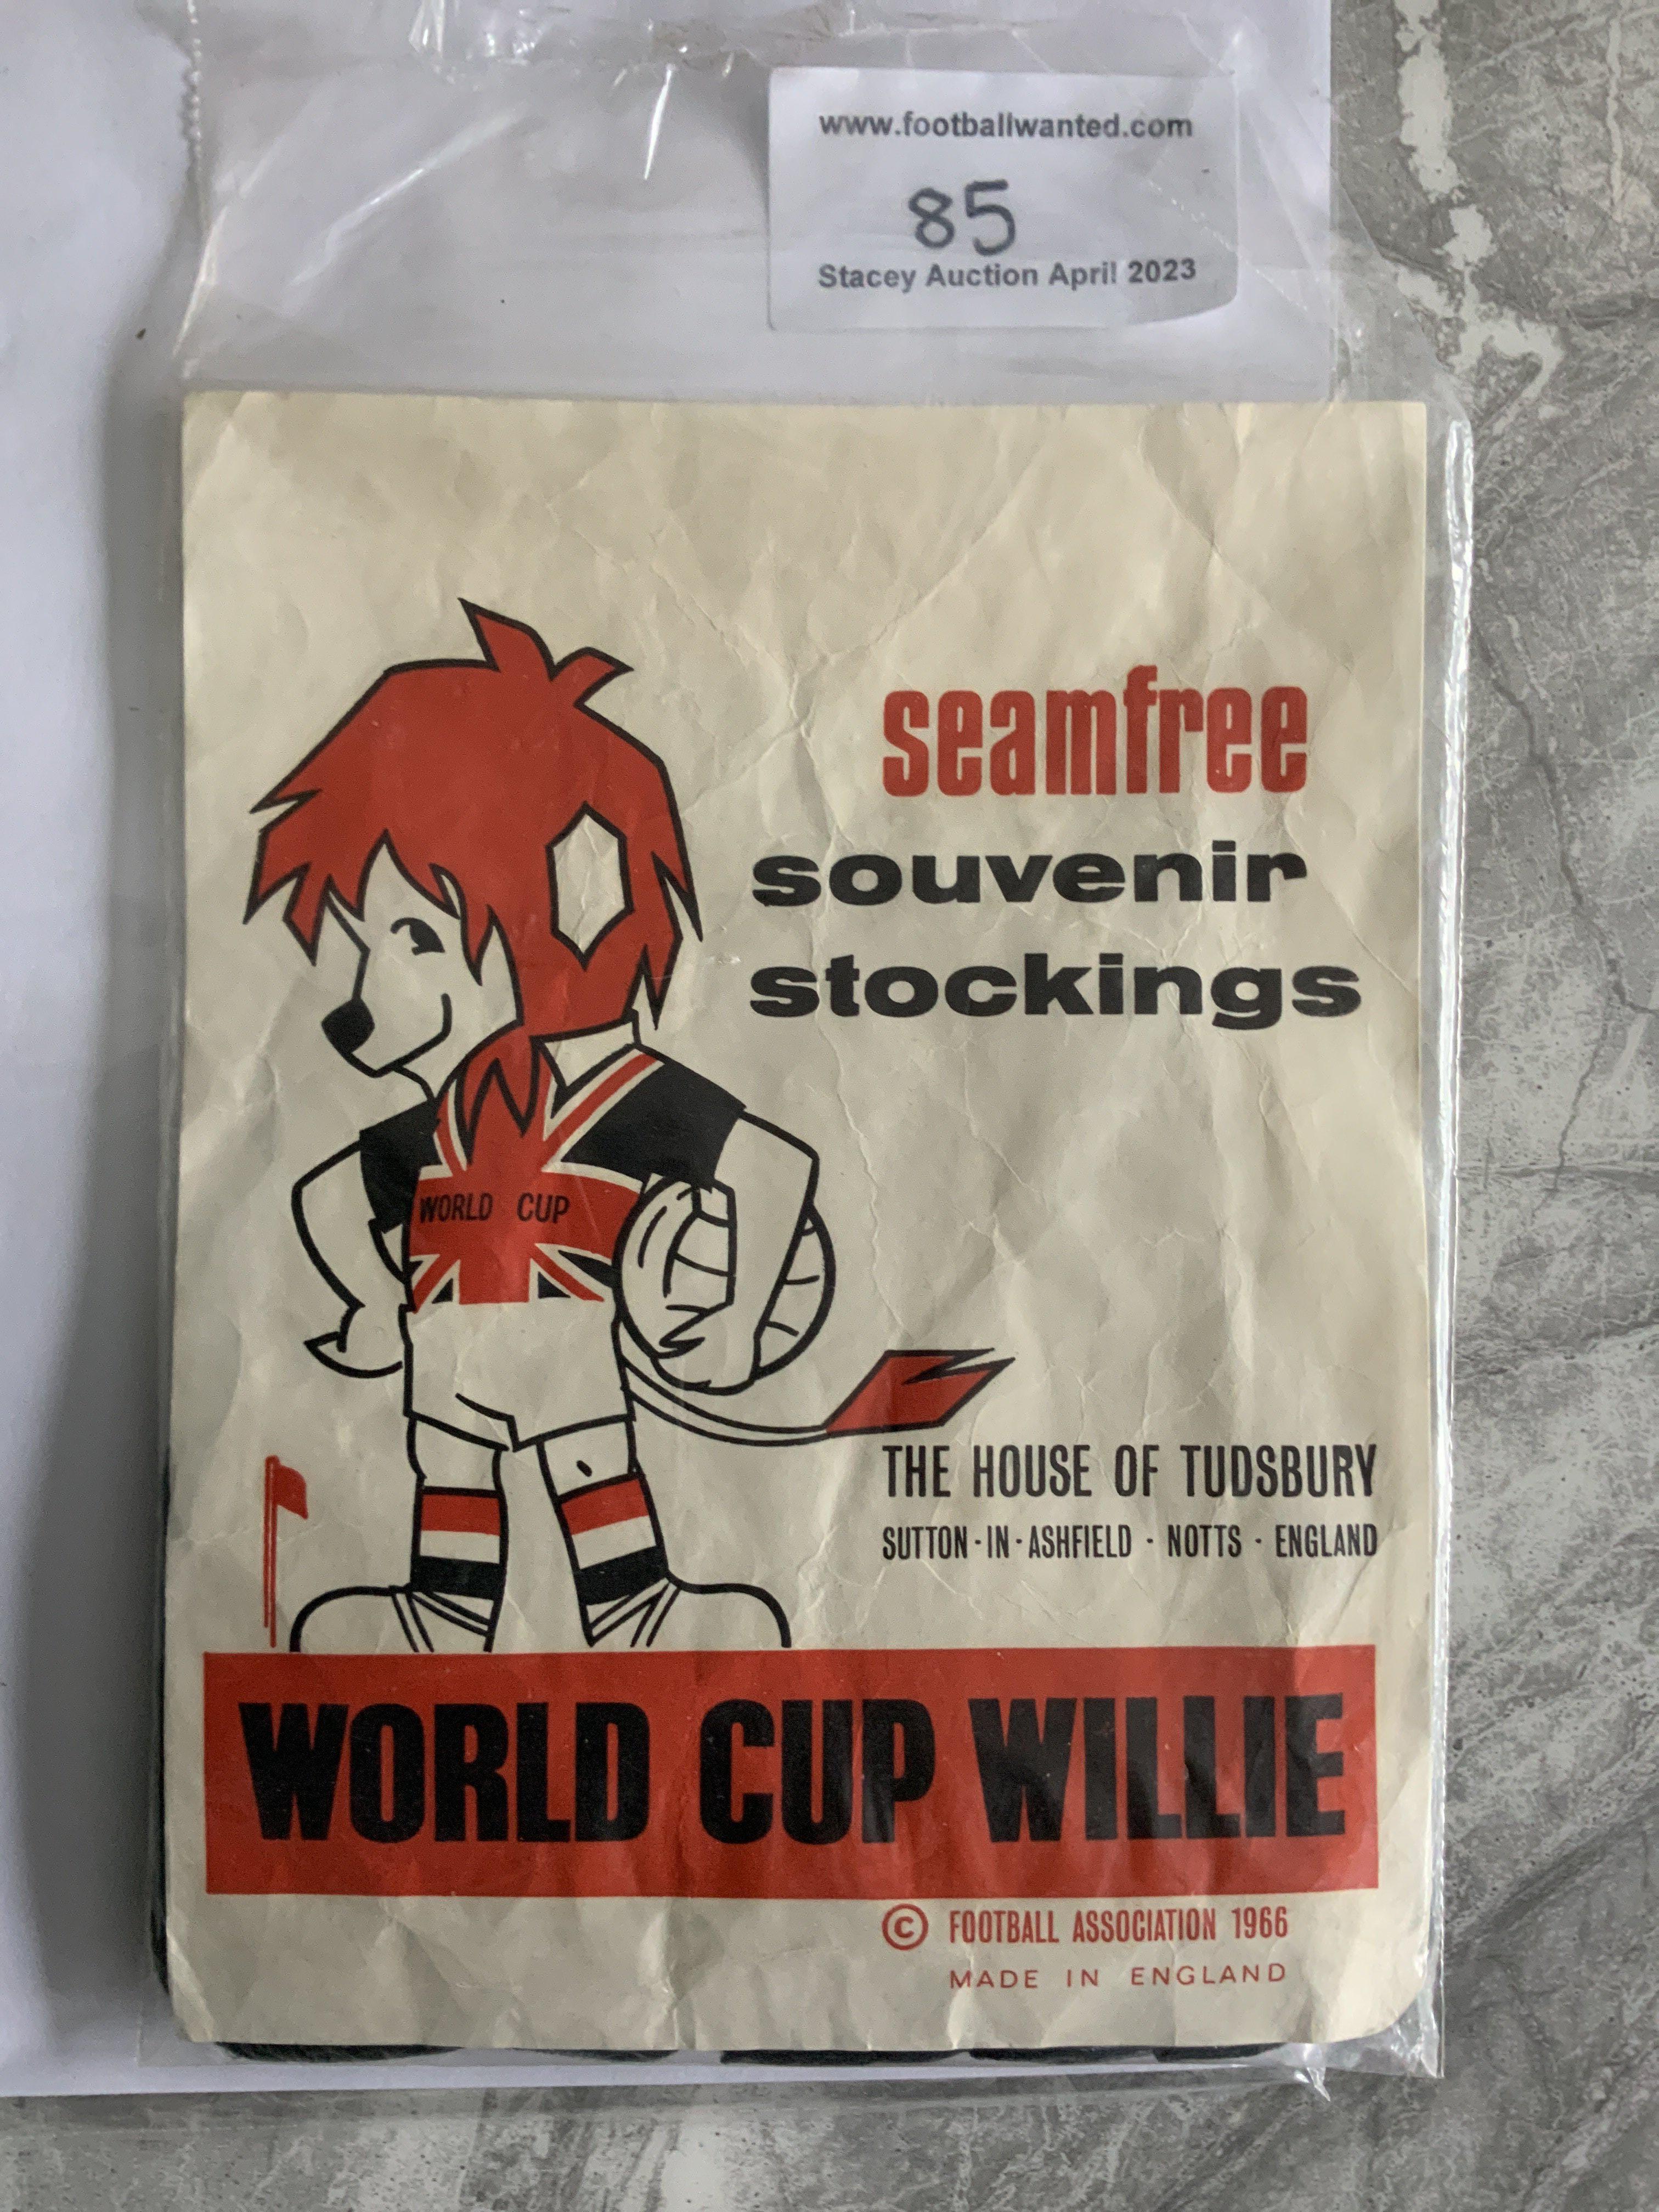 www.footballwanted.com
85
Stacey Auction April 2023
seamfree
souvenir
stockings
WORLD CUP
THE HOUSE OF TUDSBURY
SUTTON·IN·ASHFIELD · NOTTS · ENGLAND
WORLD CUP WILLIE
© FOOTBALL ASSOCIATION 1966
MADE IN ENGLAND